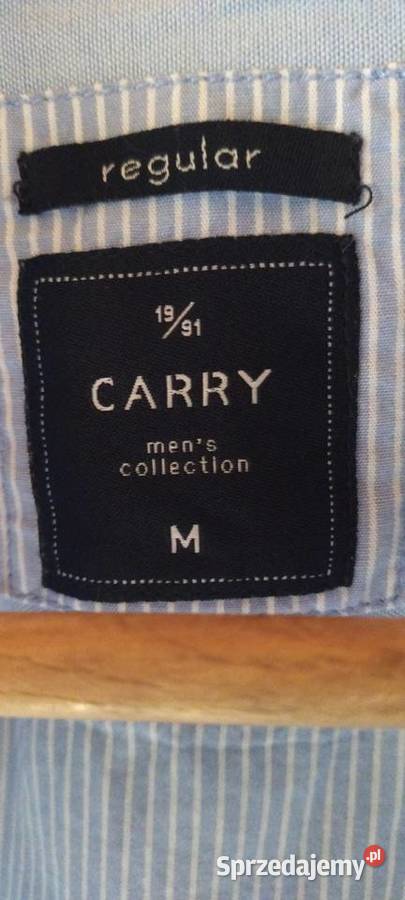 regular
19/91
CARRY
men's
collection
M
Sprzedajemy.pl